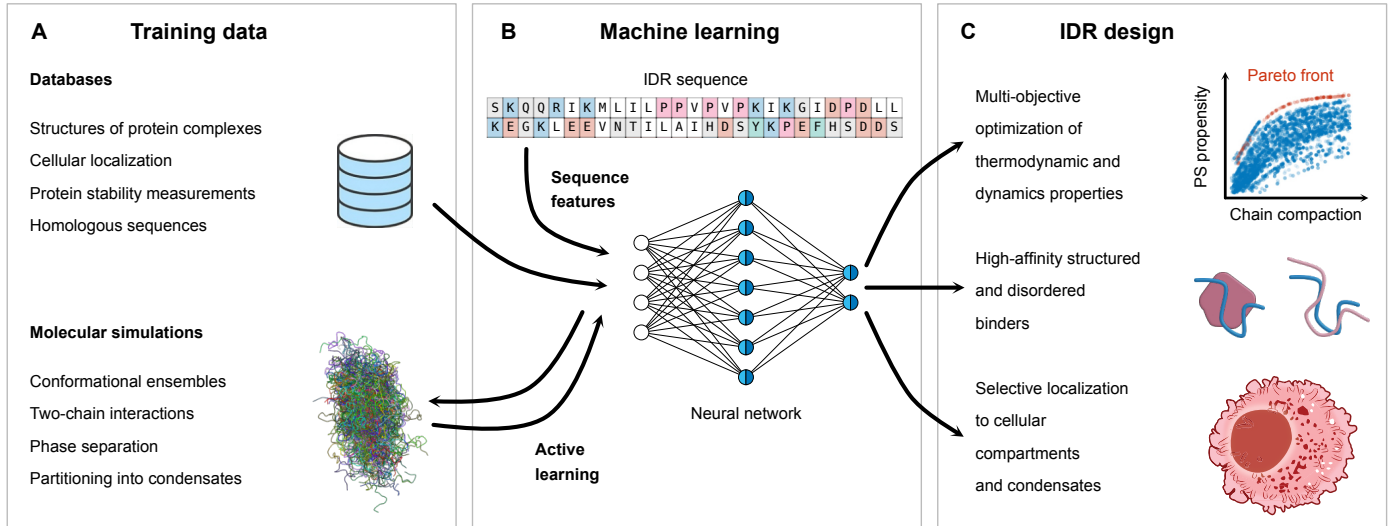 A Training data
Databases
Structures of protein complexes
Cellular localization
Protein stability measurements
Homologous sequences
Molecular simulations
Conformational ensembles
Two-chain interactions
Phase separation
Partitioning into condensates
B Machine learning
IDR sequence
S K Q Q R I K M L I L P P V P V P K I K G I D P D L L
K E G K L E E V N T I L A I H D S Y K P E F H S D D S
Sequence
features
Neural network
Active
learning
C IDR design
Multi-objective
optimization of
thermodynamic and
dynamics properties
Pareto front
PS propensity
Chain compaction
High-affinity structured
and disordered
binders
Selective localization
to cellular
compartments
and condensates